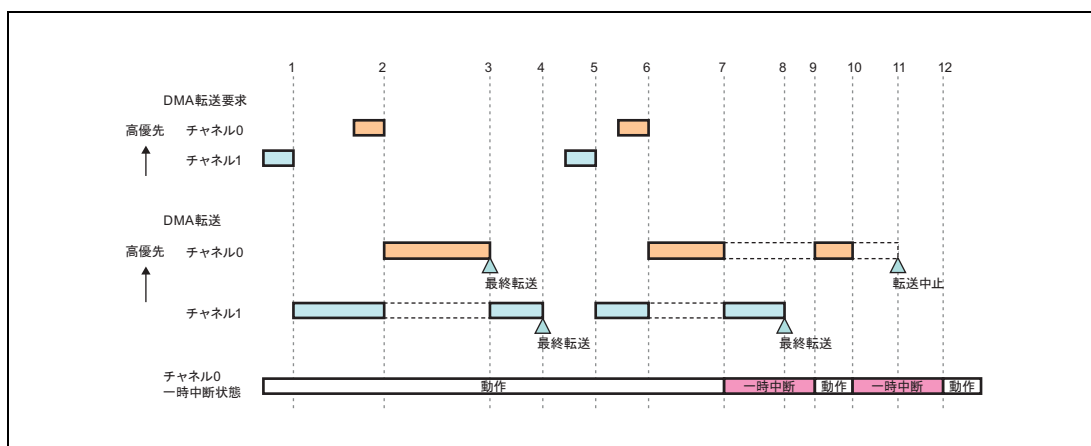 1 2 3 4 5 6 7 8 9 10 11 12
DMA転送要求
高優先 チャネル0
チャネル1
DMA転送
高優先 チャネル0
最終転送
転送中止
チャネル1
最終転送
最終転送
チャネル0
一時中断状態
動作 一時中断 動作 一時中断 動作